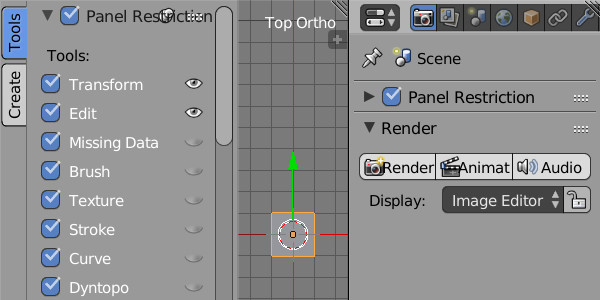 Tools
Create
Panel Restriction
Tools:
Transform
Edit
Missing Data
Brush
Texture
Stroke
Curve
Dyntopo
Top Ortho
Scene
Panel Restriction
Render
Render Animat Audio
Display: Image Editor